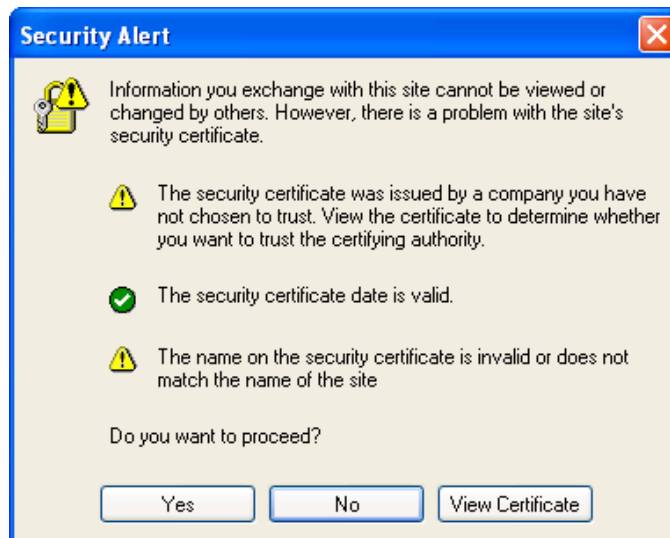 Security Alert
Information you exchange with this site cannot be viewed or
changed by others. However, there is a problem with the site's
security certificate.
The security certificate was issued by a company you have
not chosen to trust. View the certificate to determine whether
you want to trust the certifying authority.
The security certificate date is valid.
The name on the security certificate is invalid or does not
match the name of the site
Do you want to proceed?
Yes No View Certificate